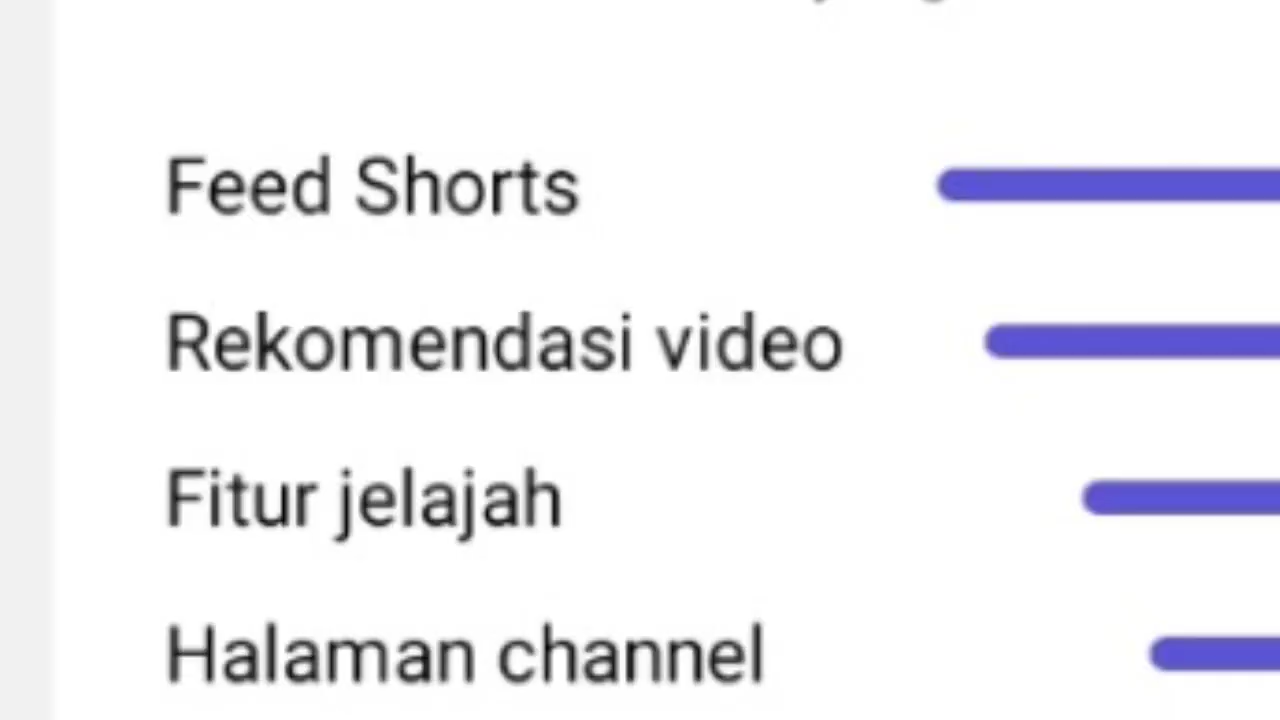 Feed Shorts
Rekomendasi video
Fitur jelajah
Halaman channel